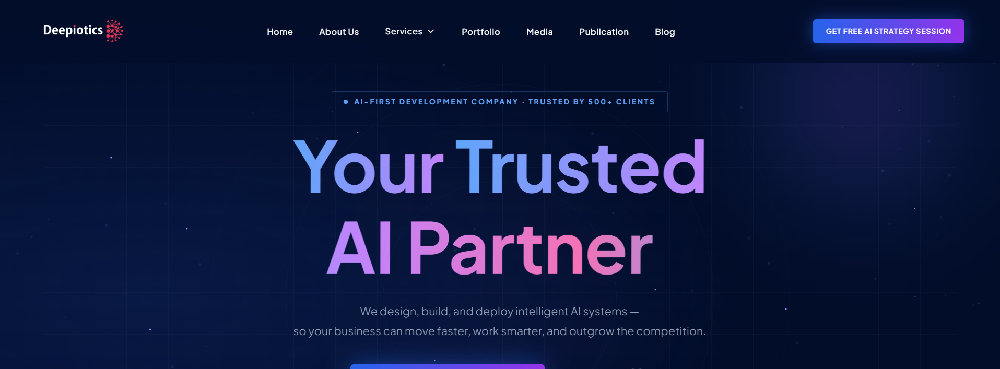 Deepiotics
Home
About Us
Services
Portfolio
Media
Publication
Blog
GET FREE AI STRATEGY SESSION
AI-FIRST DEVELOPMENT COMPANY · TRUSTED BY 500+ CLIENTS
Your Trusted
AI Partner
We design, build, and deploy intelligent AI systems —
so your business can move faster, work smarter, and outgrow the competition.